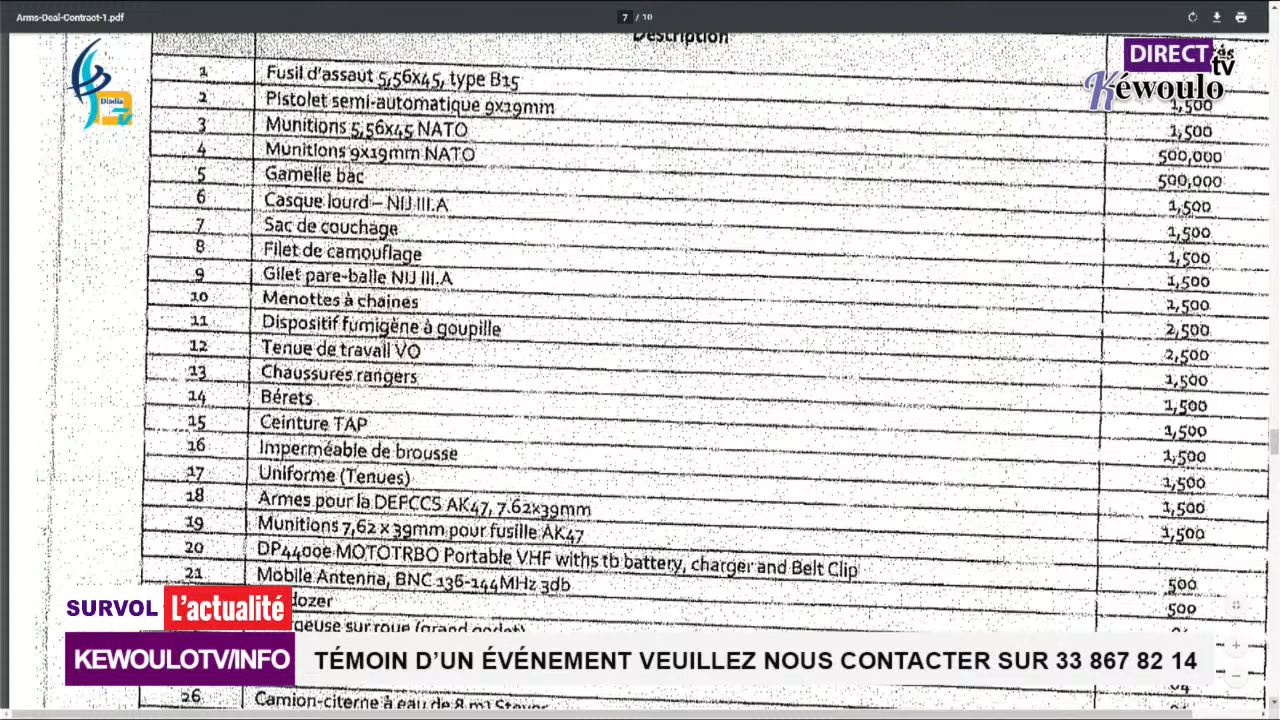 Arms-Deal-Contract-1.pdf
7 / 10
Description
DIRECT
tv
Kéwoulo
Diadia
1 Fusil d'assaut 5,56x45, type B15
2 Pistolet semi-automatique 9x19mm 1,500
3 Munitions 5,56x45 NATO 1,500
4 Munitions 9x19mm NATO 500,000
5 Gamelle bac 500,000
6 Casque lourd – NIJ III.A 1,500
7 Sac de couchage 1,500
8 Filet de camouflage 1,500
9 Gilet pare-balle NIJ III.A 1,500
10 Menottes à chaines 1,500
11 Dispositif fumigène à goupille 2,500
12 Tenue de travail VO 2,500
13 Chaussures rangers 1,500
14 Bérets 1,500
15 Ceinture TAP 1,500
16 Imperméable de brousse 1,500
17 Uniforme (Tenues) 1,500
18 Armes pour la DEFCCS AK47, 7.62x39mm 1,500
19 Munitions 7,62 x 39mm pour fusille AK47 1,500
20 DP4400e MOTOTRBO Portable VHF withs tb battery, charger and Belt Clip
21 Mobile Antenna, BNC 136-144MHz 3db 500
dozer 500
neuse sur roue (grand godet)
SURVOL l'actualité
KEWOULOTV/INFO TÉMOIN D'UN ÉVÉNEMENT VEUILLEZ NOUS CONTACTER SUR 33 867 82 14
04
26 Camion-citerne à eau de 8 m3